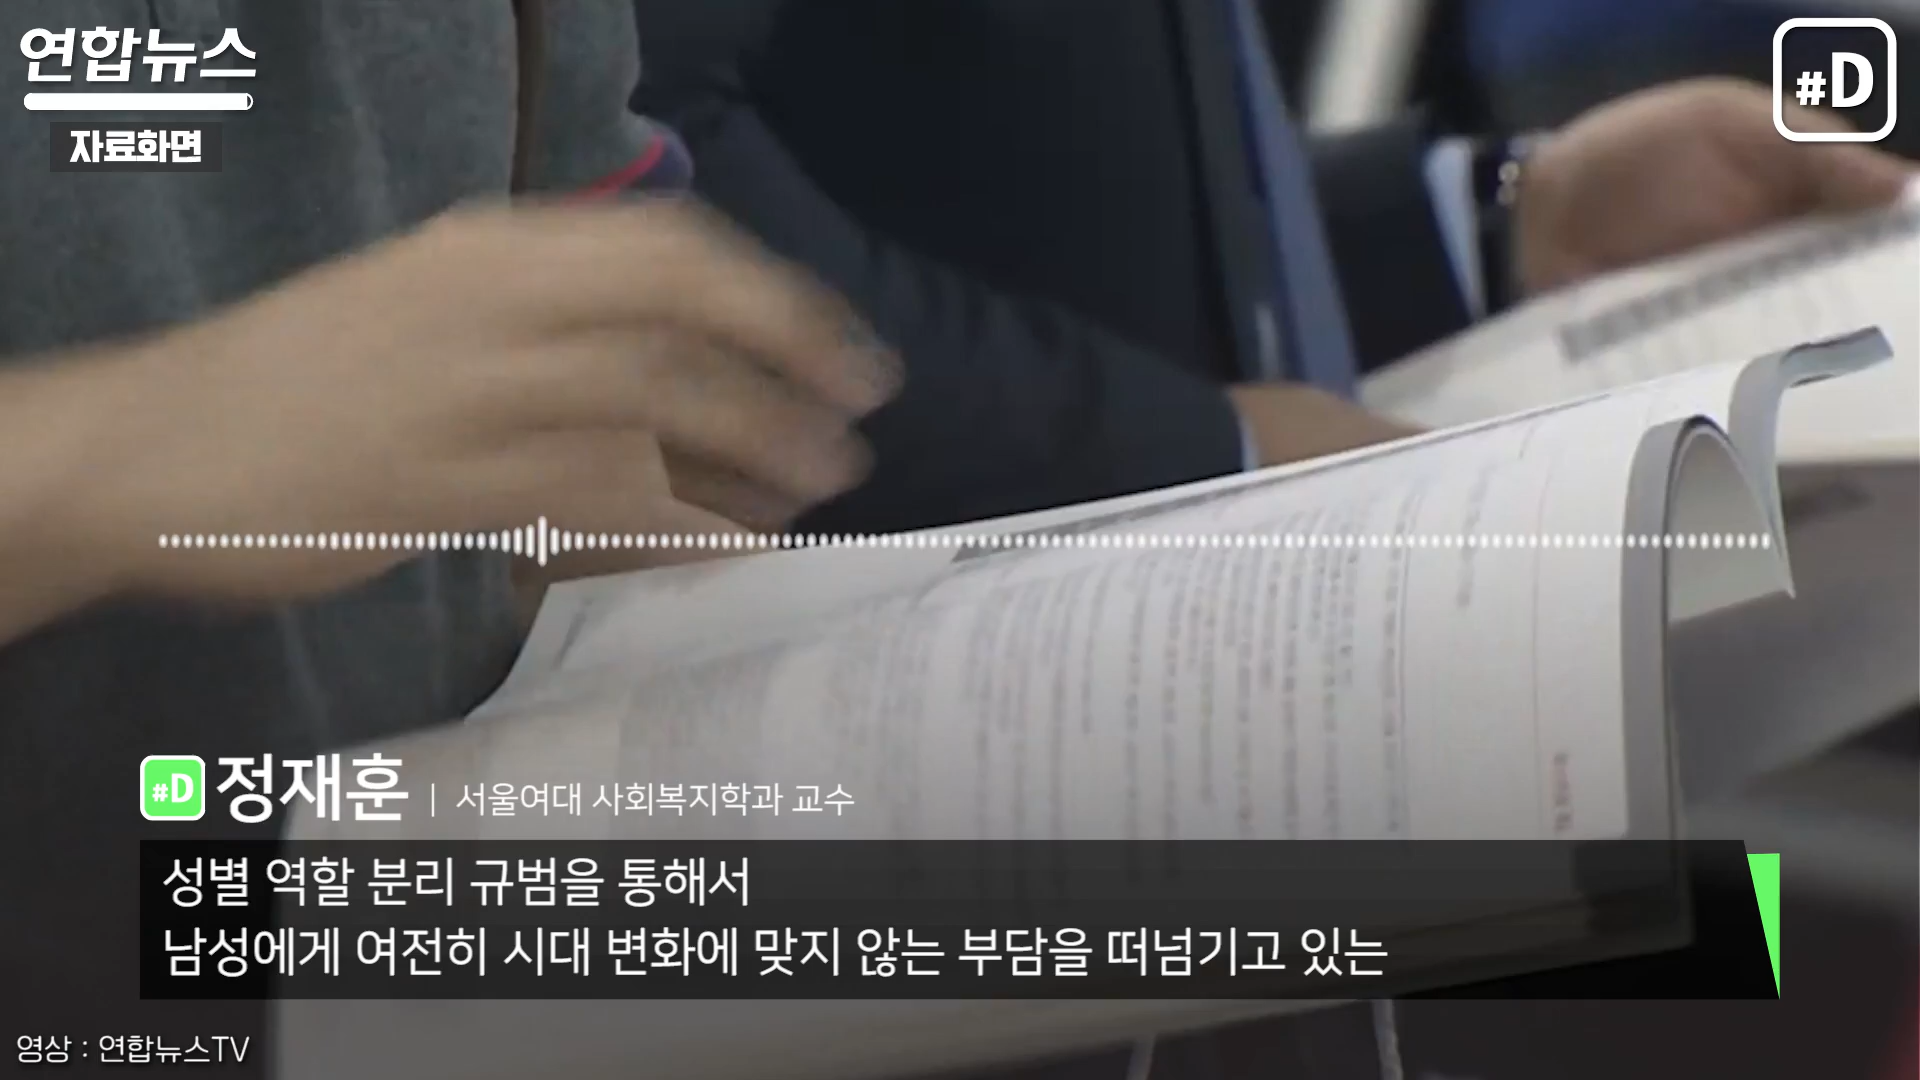 연합뉴스
자료화면
#D
#D 정재훈 | 서울여대 사회복지학과 교수
성별 역할 분리 규범을 통해서
남성에게 여전히 시대 변화에 맞지 않는 부담을 떠넘기고 있는
영상 : 연합뉴스TV